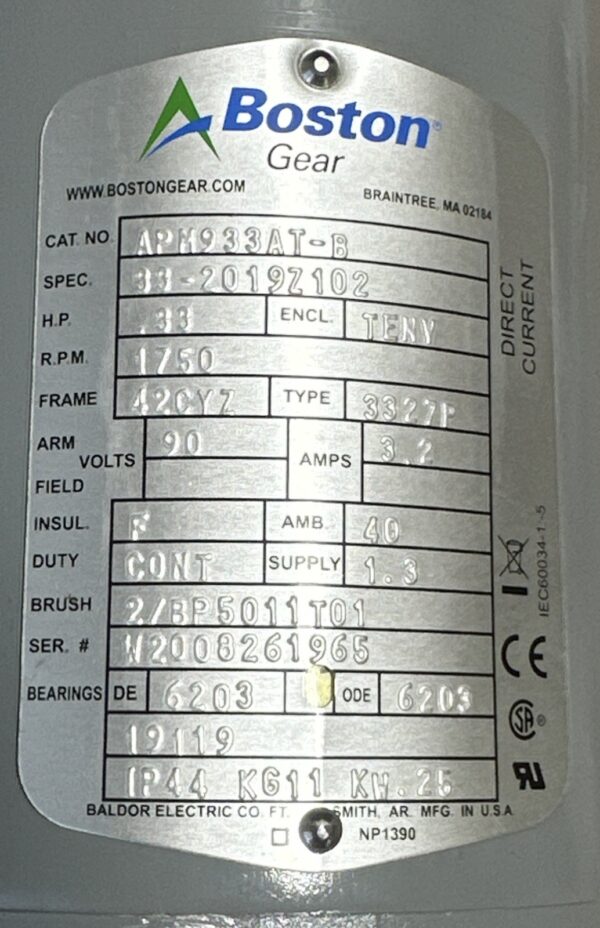 Boston®
Gear
WWW.BOSTONGEAR.COM BRAINTREE, MA 02184
CAT. NO. APM933AT-B
SPEC. 33-2019Z102
H.P. .33 ENCL. TENV
R.P.M. 1750
FRAME 42CYZ TYPE 3327P
ARM VOLTS 90 AMPS 3.2
FIELD
INSUL. F AMB. 40
DUTY CONT SUPPLY 1.3
BRUSH 2/BP5011T01
SER. # W2008261965
BEARINGS DE 6203 ODE 6203
19119
IP44 KG11 KW.25
BALDOR ELECTRIC CO. FT. SMITH, AR. MFG. IN U.S.A.
NP1390
DIRECT
CURRENT
IEC60034-1-5
CE
SA®